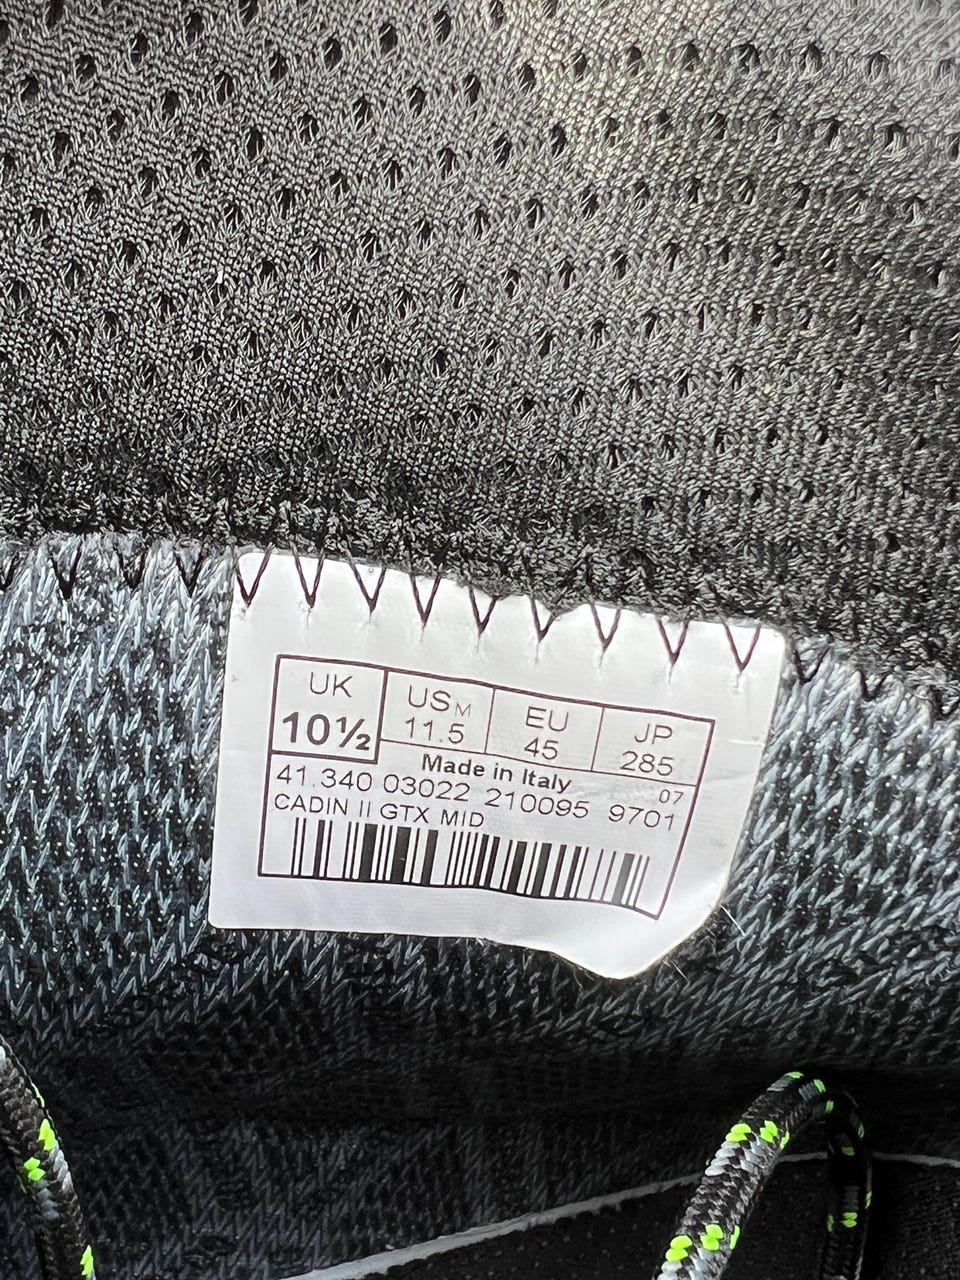 UK USM EU JP
10½ 11.5 45 285
Made in Italy 07
41.340 03022 210095 9701
CADIN II GTX MID